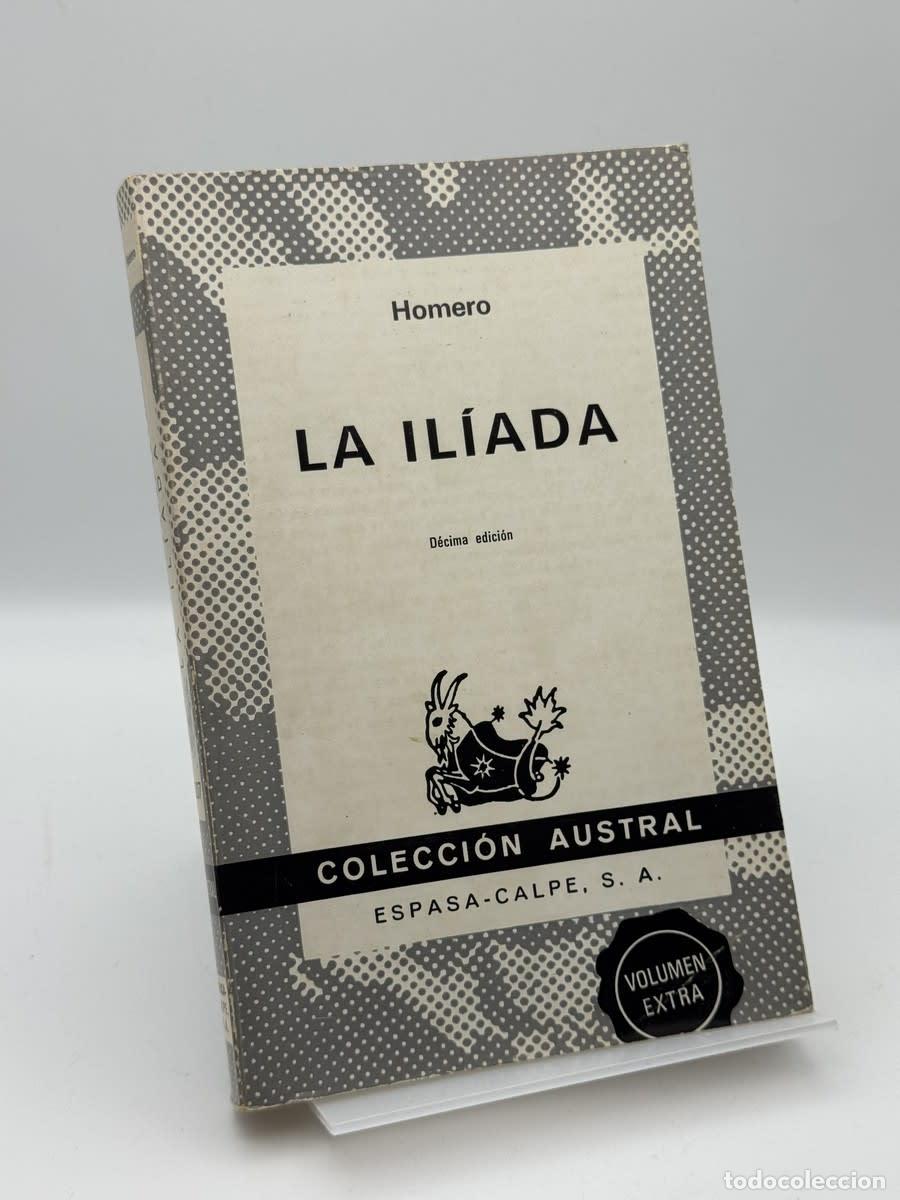 Homero
LA ILÍADA
Décima edición
COLECCIÓN AUSTRAL
ESPASA-CALPE, S. A.
VOLUMEN
EXTRA
todocoleccion